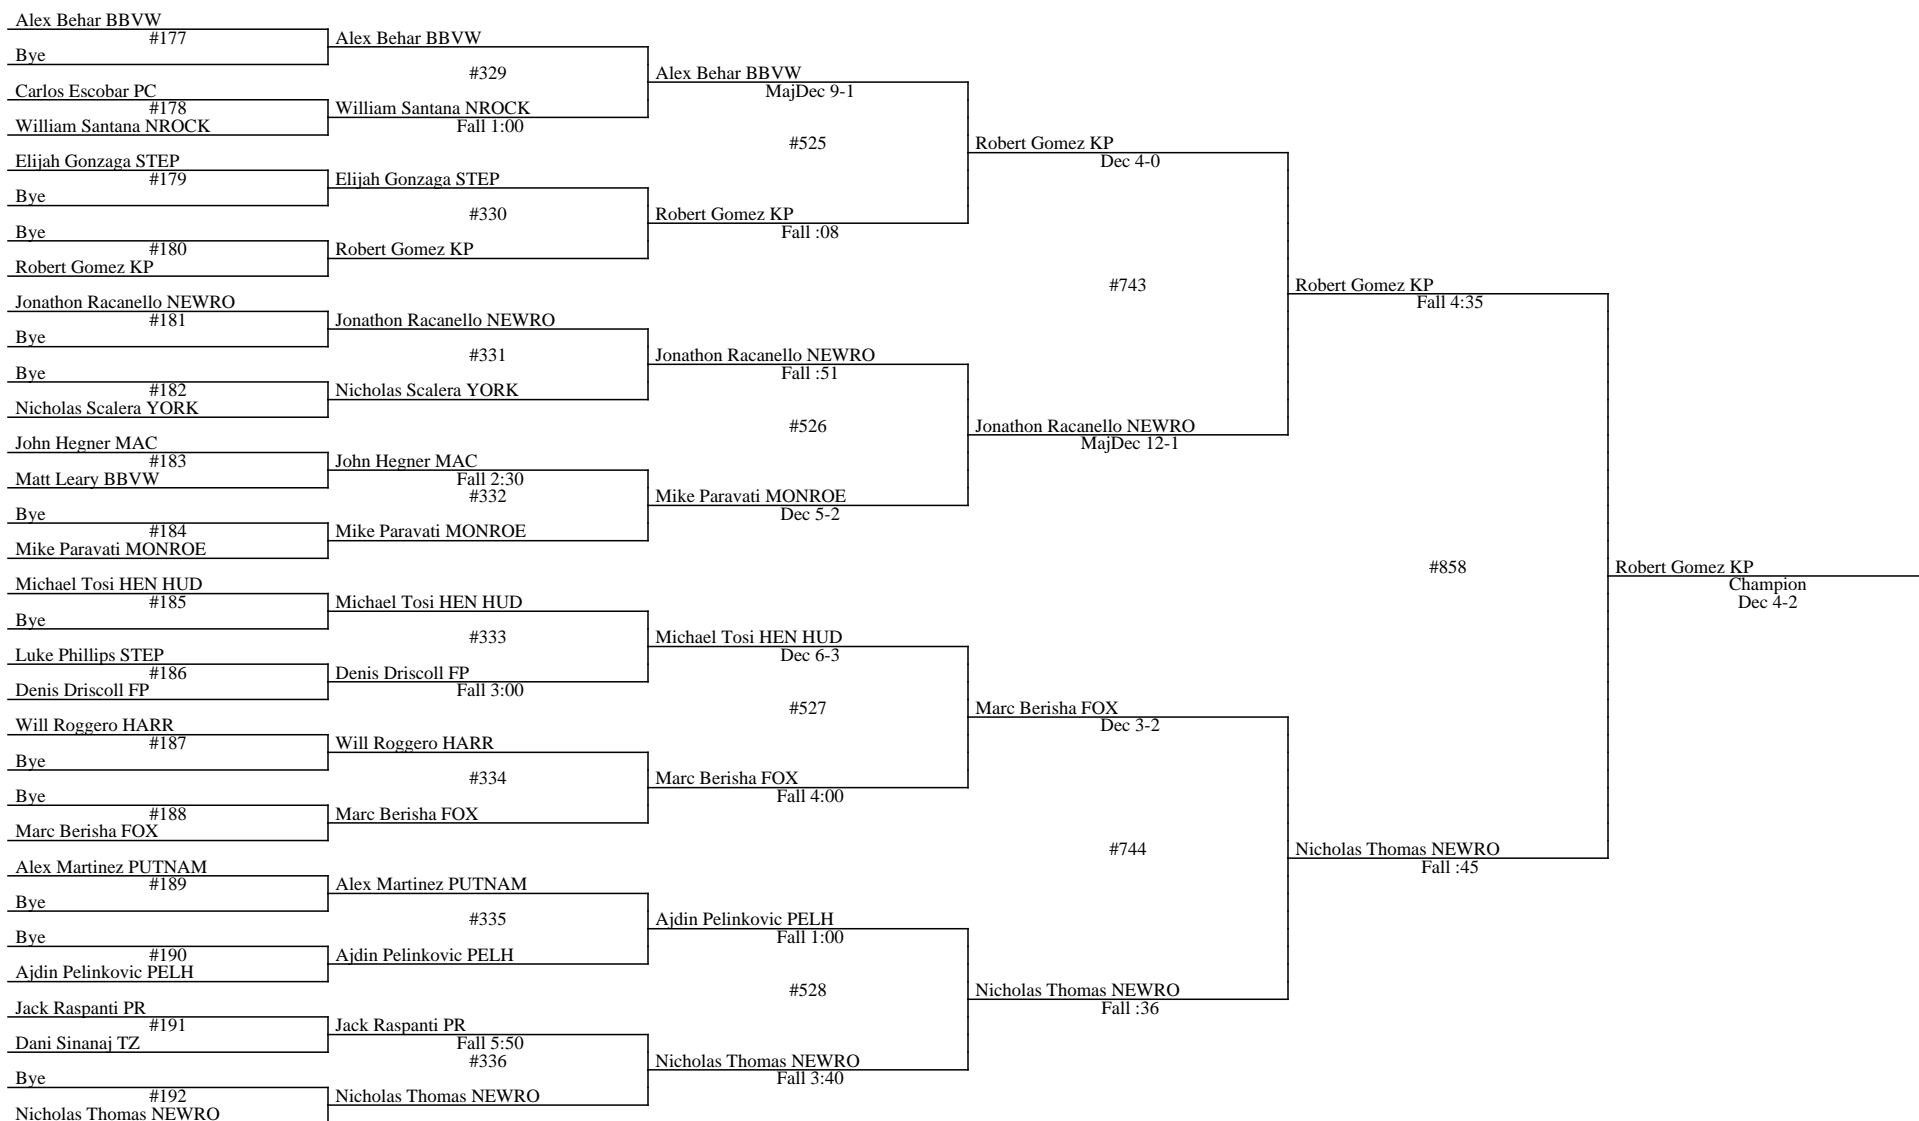 Alex Behar BBVW
#177
Bye
Carlos Escobar PC
#178
William Santana NROCK
Elijah Gonzaga STEP
#179
Bye
Bye
#180
Robert Gomez KP
Jonathon Racanello NEWRO
#181
Bye
Bye
#182
Nicholas Scalera YORK
John Hegner MAC
#183
Matt Leary BBVW
Bye
#184
Mike Paravati MONROE
Michael Tosi HEN HUD
#185
Bye
Luke Phillips STEP
#186
Denis Driscoll FP
Will Roggero HARR
#187
Bye
Bye
#188
Marc Berisha FOX
Alex Martinez PUTNAM
#189
Bye
Bye
#190
Ajdin Pelinkovic PELH
Jack Raspanti PR
#191
Dani Sinanaj TZ
Bye
#192
Nicholas Thomas NEWRO
Alex Behar BBVW
#329
William Santana NROCK
Fall 1:00
Elijah Gonzaga STEP
#330
Robert Gomez KP
Jonathon Racanello NEWRO
#331
Nicholas Scalera YORK
John Hegner MAC
Fall 2:30
#332
Mike Paravati MONROE
Michael Tosi HEN HUD
#333
Denis Driscoll FP
Fall 3:00
Will Roggero HARR
#334
Marc Berisha FOX
Alex Martinez PUTNAM
#335
Ajdin Pelinkovic PELH
Jack Raspanti PR
Fall 5:50
#336
Nicholas Thomas NEWRO
Alex Behar BBVW
MajDec 9-1
#525
Robert Gomez KP
Fall :08
Jonathon Racanello NEWRO
Fall :51
#526
Mike Paravati MONROE
Dec 5-2
Michael Tosi HEN HUD
Dec 6-3
#527
Marc Berisha FOX
Fall 4:00
Ajdin Pelinkovic PELH
Fall 1:00
#528
Nicholas Thomas NEWRO
Fall 3:40
Robert Gomez KP
Dec 4-0
#743
Jonathon Racanello NEWRO
MajDec 12-1
Marc Berisha FOX
Dec 3-2
#744
Nicholas Thomas NEWRO
Fall :36
Robert Gomez KP
Fall 4:35
#858
Nicholas Thomas NEWRO
Fall :45
Robert Gomez KP
Champion
Dec 4-2